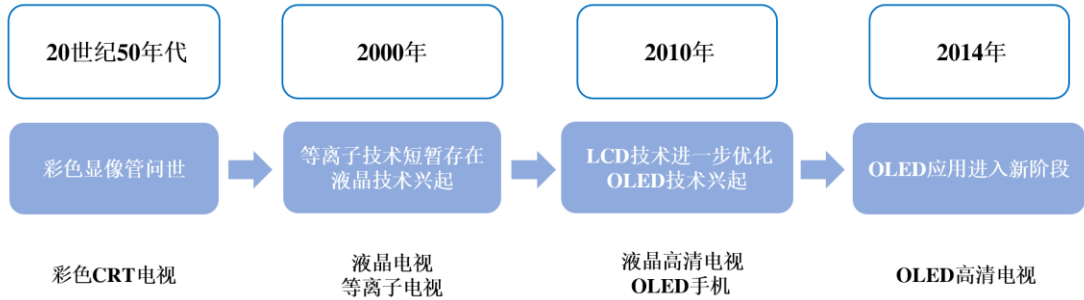 20世纪50年代
2000年
2010年
2014年
彩色显像管问世
等离子技术短暂存在
液晶技术兴起
LCD技术进一步优化
OLED技术兴起
OLED应用进入新阶段
彩色CRT电视
液晶电视
等离子电视
液晶高清电视
OLED手机
OLED高清电视